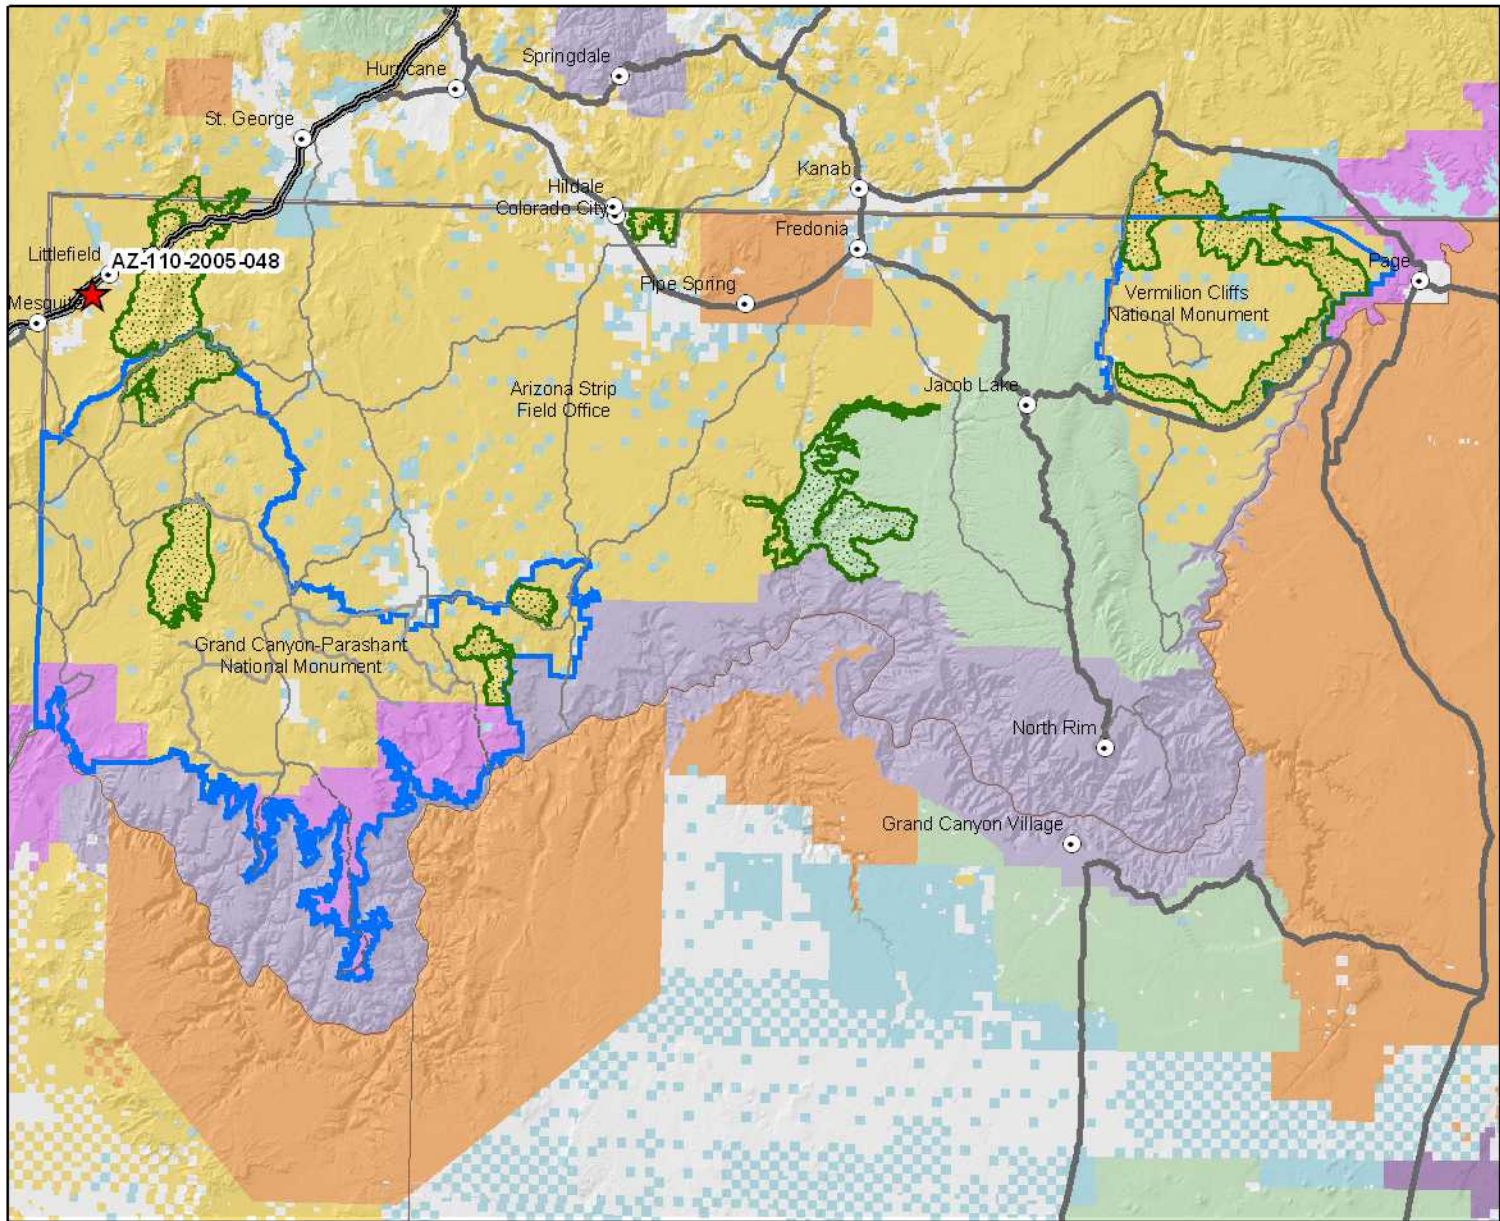 Springdale
Hurricane
St. George
Kanab
Hildale
Colorado City
Fredonia
Littlefield
AZ-110-2005-048
Page
Pipe Spring
Mesquite
Vermilion Cliffs
National Monument
Arizona Strip
Field Office
Jacob Lake
Grand Canyon-Parashant
National Monument
North Rim
Grand Canyon Village